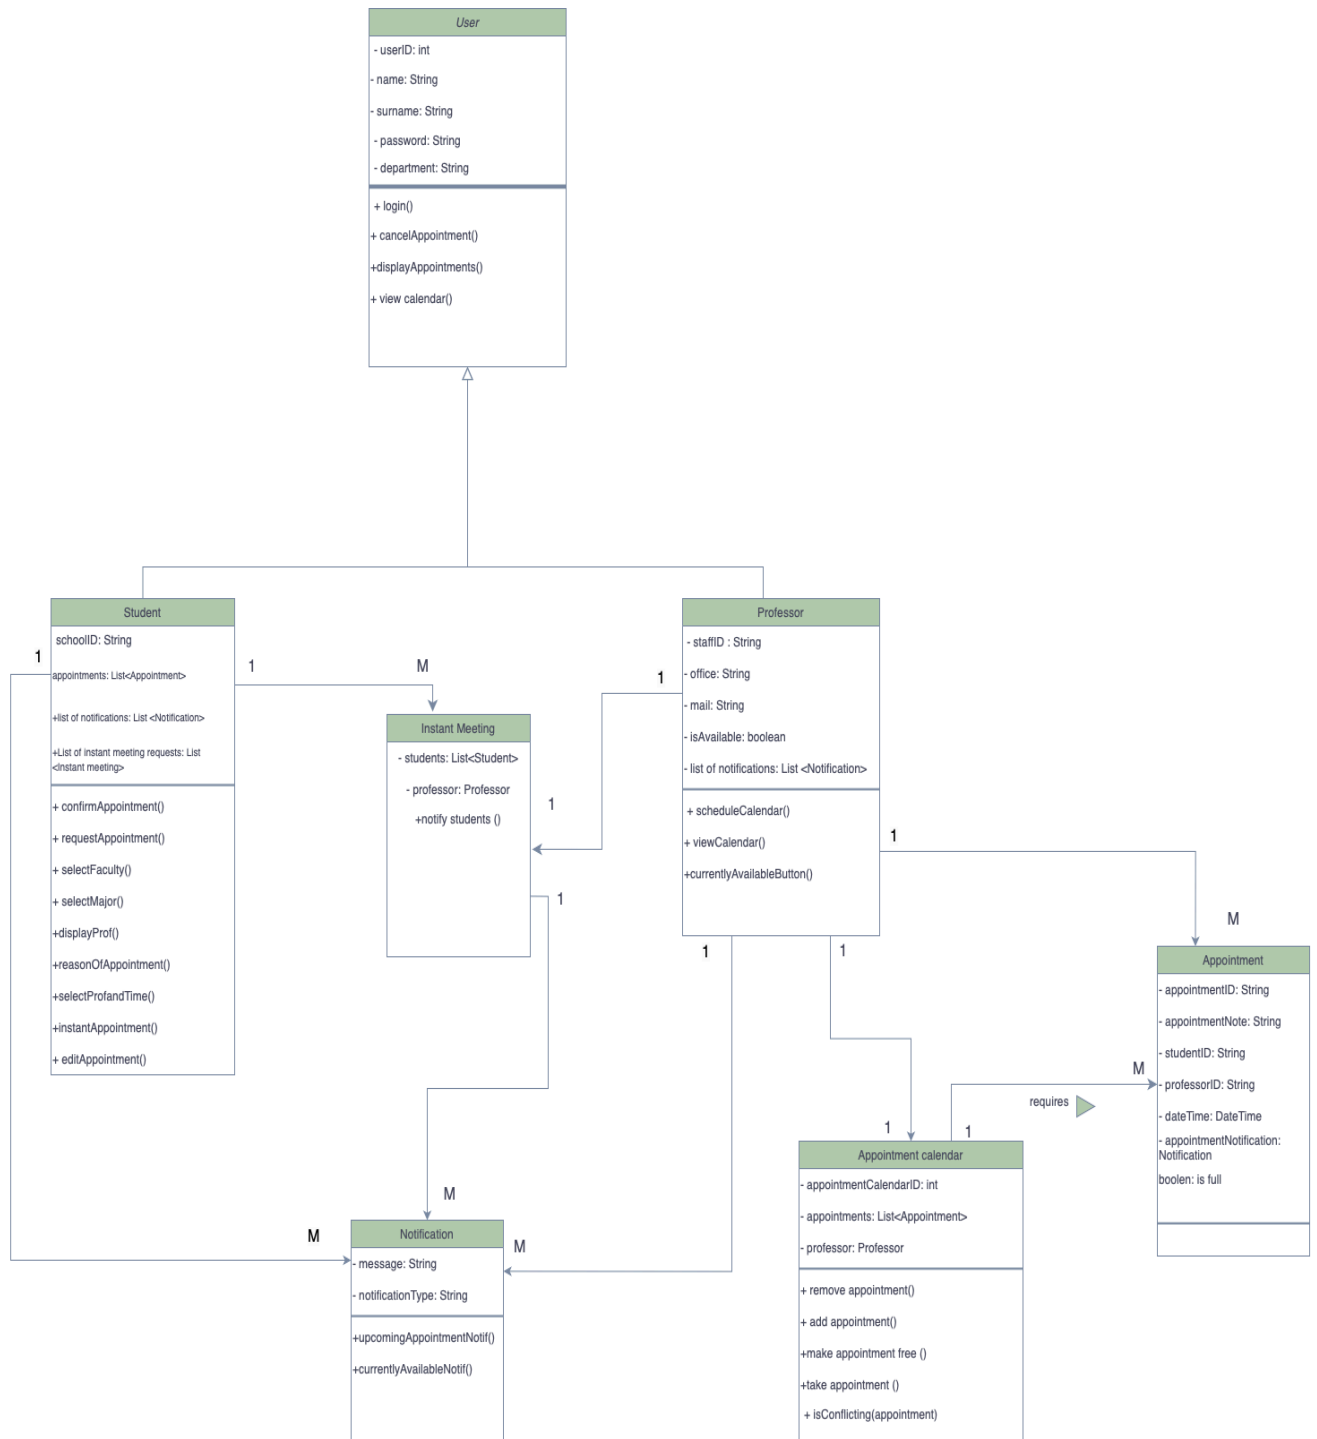 User
- userID: int
- name: String
- surname: String
- password: String
- department: String
+ login()
+ cancelAppointment()
+displayAppointments()
+ view calendar()
Student
schoolID: String
appointments: List<Appointment>
+list of notifications: List <Notification>
+List of instant meeting requests: List
<Instant meeting>
+ confirmAppointment()
+ requestAppointment()
+ selectFaculty()
+ selectMajor()
+displayProf()
+reasonOfAppointment()
+selectProfandTime()
+instantAppointment()
+ editAppointment()
1
1
M
Instant Meeting
- students: List<Student>
- professor: Professor
+notify students ()
1
1
1
Professor
- staffID : String
- office: String
- mail: String
- isAvailable: boolean
- list of notifications: List <Notification>
+ scheduleCalendar()
+ viewCalendar()
+currentlyAvailableButton()
1
M
1
1
Appointment
- appointmentID: String
- appointmentNote: String
- studentID: String
- professorID: String
- dateTime: DateTime
- appointmentNotification:
Notification
boolen: is full
M
requires
1
1
Appointment calendar
- appointmentCalendarID: int
- appointments: List<Appointment>
- professor: Professor
+ remove appointment()
+ add appointment()
+make appointment free ()
+take appointment ()
+ isConflicting(appointment)
M
M
M
Notification
- message: String
- notificationType: String
+upcomingAppointmentNotif()
+currentlyAvailableNotif()